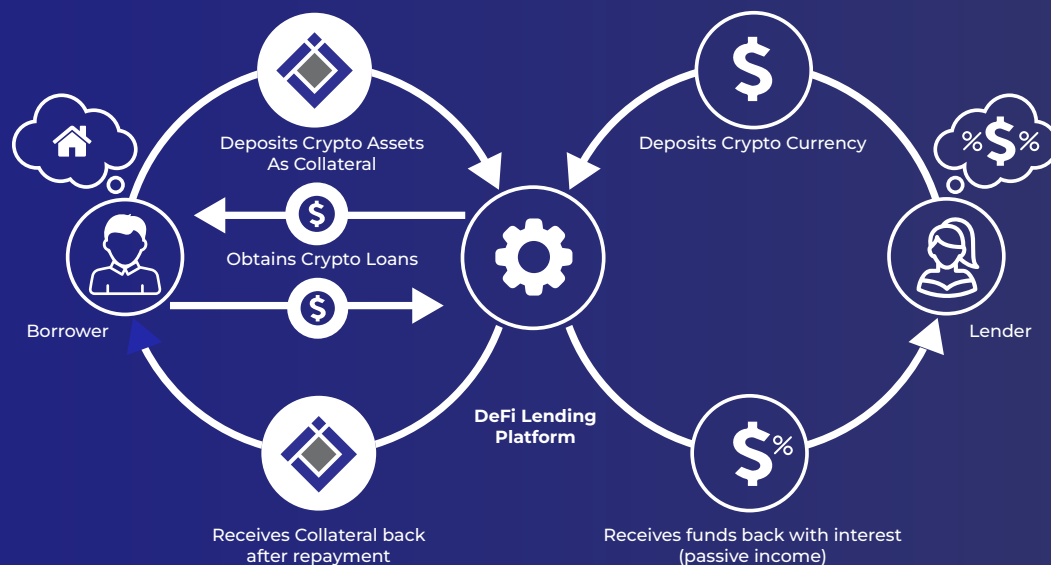 Deposits Crypto Assets
As Collateral
Obtains Crypto Loans
Borrower
Receives Collateral back
after repayment
DeFi Lending
Platform
$
Deposits Crypto Currency
%$%
Lender
$%
Receives funds back with interest
(passive income)
$
$